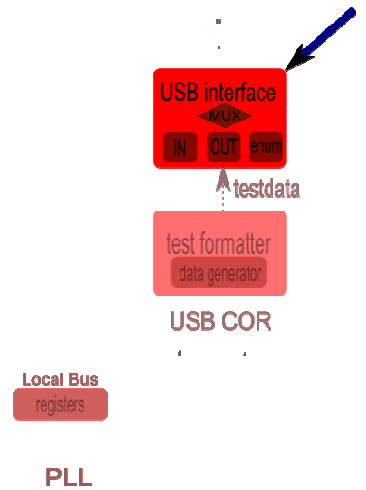 USB interface
MUX
IN OUT enum
testdata
test formatter
data generator
USB COR
Local Bus
registers
PLL